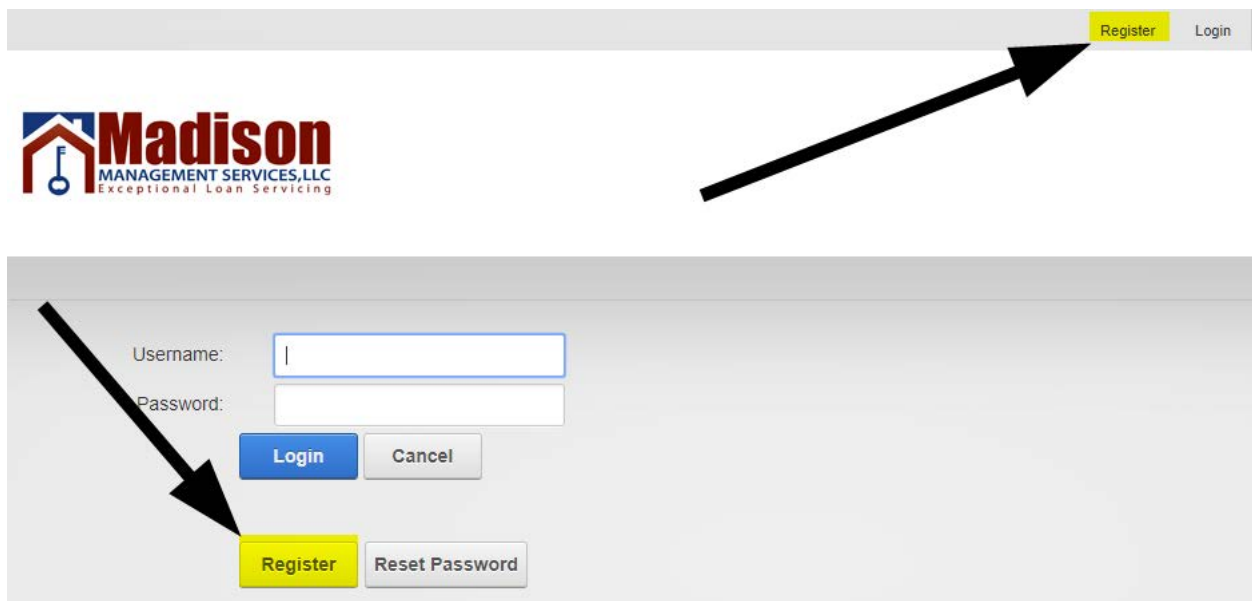 Register Login
Madison
MANAGEMENT SERVICES,LLC
Exceptional Loan Servicing
Username:
Password:
Login Cancel
Register Reset Password